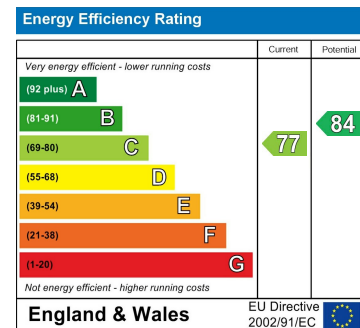 Energy Efficiency Rating
Current Potential
Very energy efficient - lower running costs
(92 plus) A
(81-91) B
(69-80) C
(55-68) D
(39-54) E
(21-38) F
(1-20) G
77
84
Not energy efficient - higher running costs
England & Wales
EU Directive
2002/91/EC